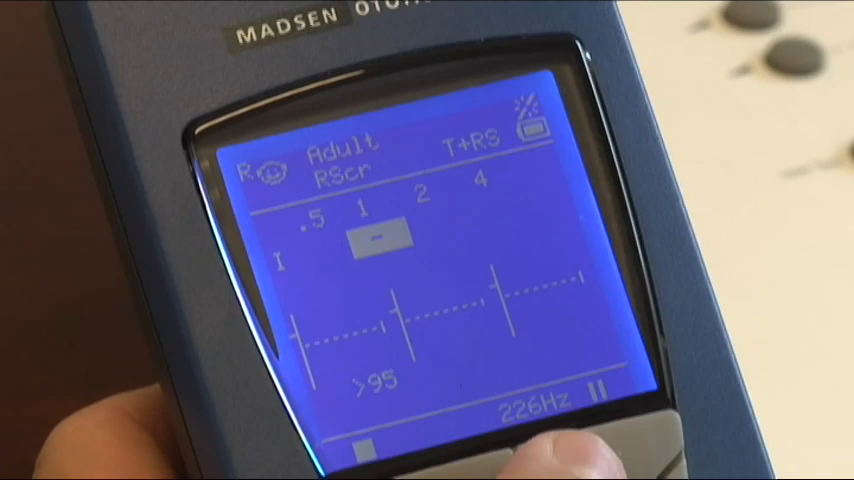 MADSEN
R Adult T+RS
RScr
.5 1 2 4
I -
>95
226Hz